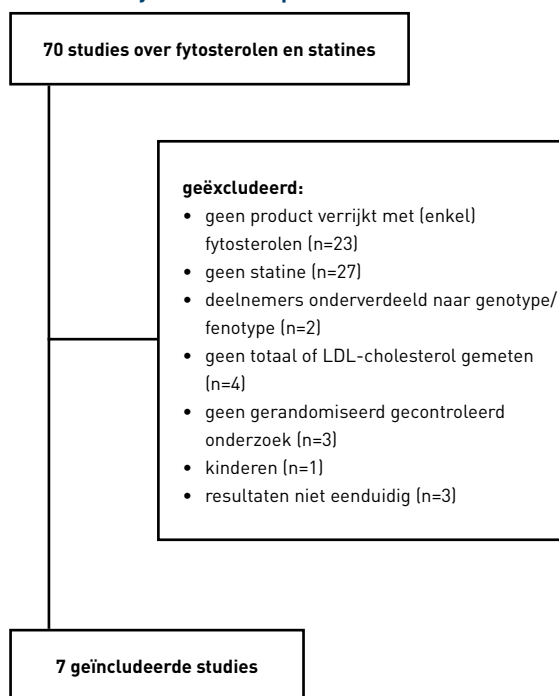 70 studies over fytosterolen en statines
geëxcludeerd:
• geen product verrijkt met (enkel)
fytosterolen (n=23)
• geen statine (n=27)
• deelnemers onderverdeeld naar genotype/
fenotype (n=2)
• geen totaal of LDL-cholesterol gemeten
(n=4)
• geen gerandomiseerd gecontroleerd
onderzoek (n=3)
• kinderen (n=1)
• resultaten niet eenduidig (n=3)
7 geïncludeerde studies